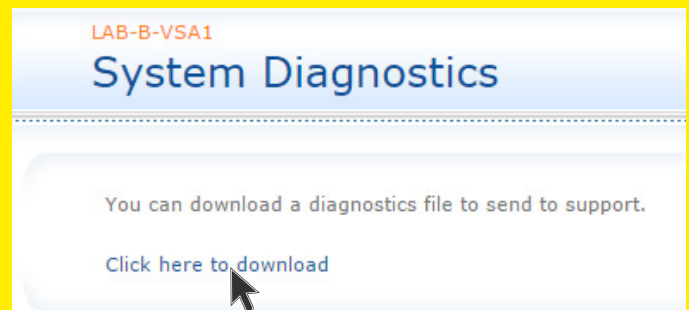 LAB-B-VSA1
System Diagnostics
You can download a diagnostics file to send to support.
Click here to download